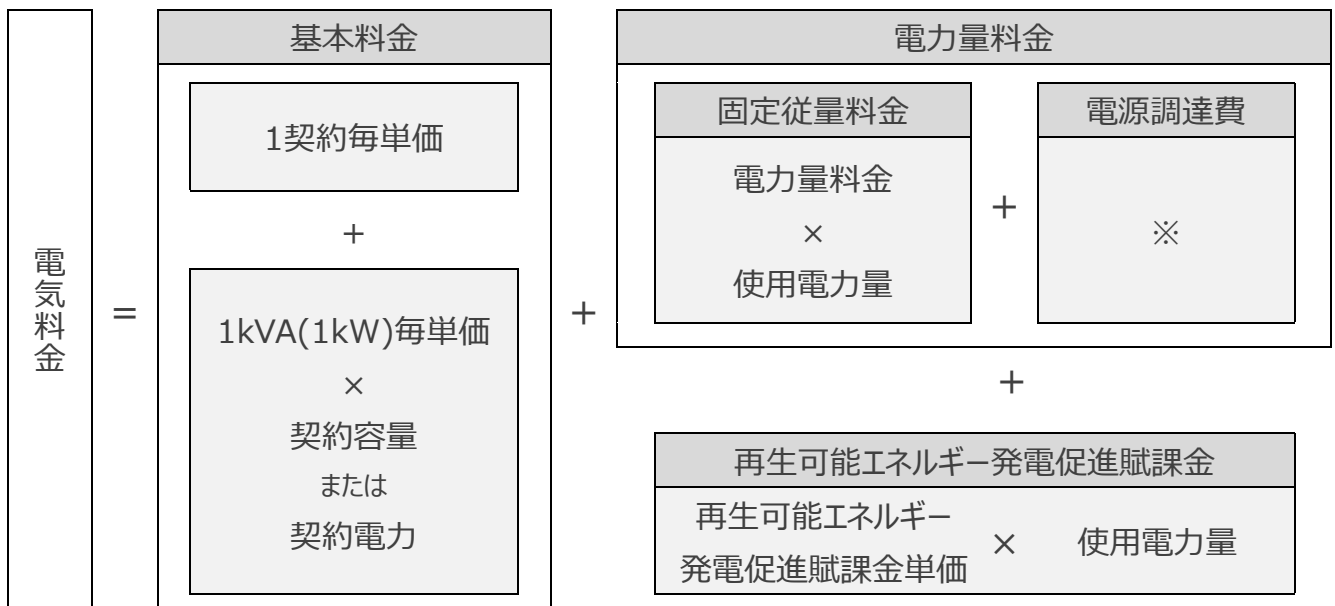 電気料金
＝
基本料金
1契約毎単価
+
1kVA(1kW)毎単価
×
契約容量
または
契約電力
＋
電力量料金
固定従量料金
電力量料金
×
使用電力量
＋
電源調達費
※
＋
再生可能エネルギー発電促進賦課金
再生可能エネルギー
発電促進賦課金単価
×
使用電力量